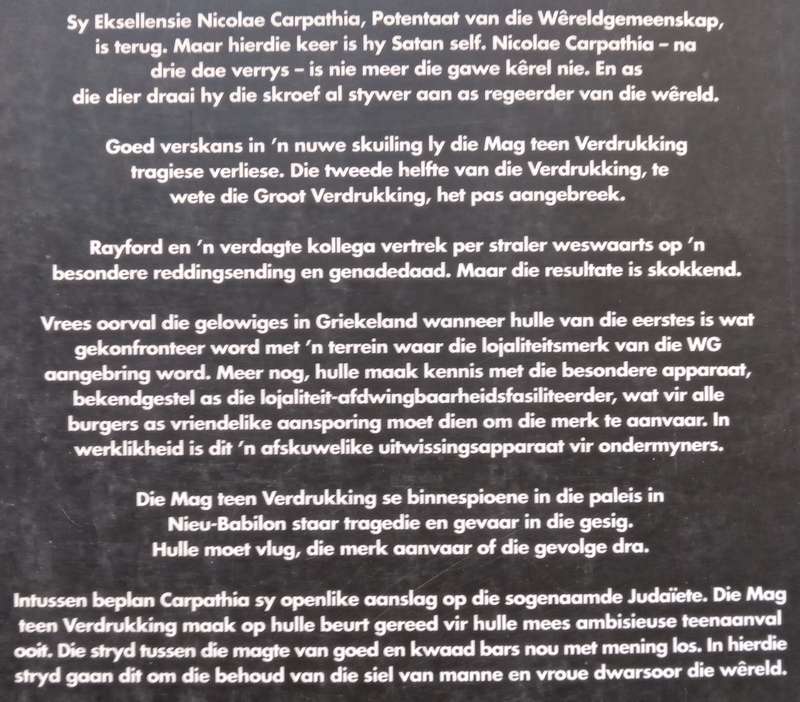 Sy Eksellensie Nicolae Carpathia, Potentaat van die Wêreldgemeenskap,
is terug. Maar hierdie keer is hy Satan self. Nicolae Carpathia – na
drie dae verrys – is nie meer die gawe kêrel nie. En as
die dier draai hy die skroef al stywer aan as regeerder van die wêreld.
Goed verskans in 'n nuwe skuiling ly die Mag teen Verdrukking
tragiese verliese. Die tweede helfte van die Verdrukking, te
wete die Groot Verdrukking, het pas aangebreek.
Rayford en 'n verdagte kollega vertrek per straler weswaarts op 'n
besondere reddingsending en genadedaad. Maar die resultate is skokkend.
Vrees oorval die gelowiges in Griekeland wanneer hulle van die eerstes is wat
gekonfronteer word met 'n terrein waar die lojaliteitsmerk van die WG
aangebring word. Meer nog, hulle maak kennis met die besondere apparaat,
bekendgestel as die lojaliteit-afdwingbaarheidsfasiliteerder, wat vir alle
burgers as vriendelike aansporing moet dien om die merk te aanvaar. In
werklikheid is dit 'n afskuwelike uitwissingsapparaat vir ondermyners.
Die Mag teen Verdrukking se binnespioene in die paleis in
Nieu-Babilon staar tragedie en gevaar in die gesig.
Hulle moet vlug, die merk aanvaar of die gevolge dra.
Intussen beplan Carpathia sy openlike aanslag op die sogenaamde Judaïete. Die Mag
teen Verdrukking maak op hulle beurt gereed vir hulle mees ambisieuse teenaanval
ooit. Die stryd tussen die magte van goed en kwaad bars nou met mening los. In hierdie
stryd gaan dit om die behoud van die siel van manne en vroue dwarsoor die wêreld.